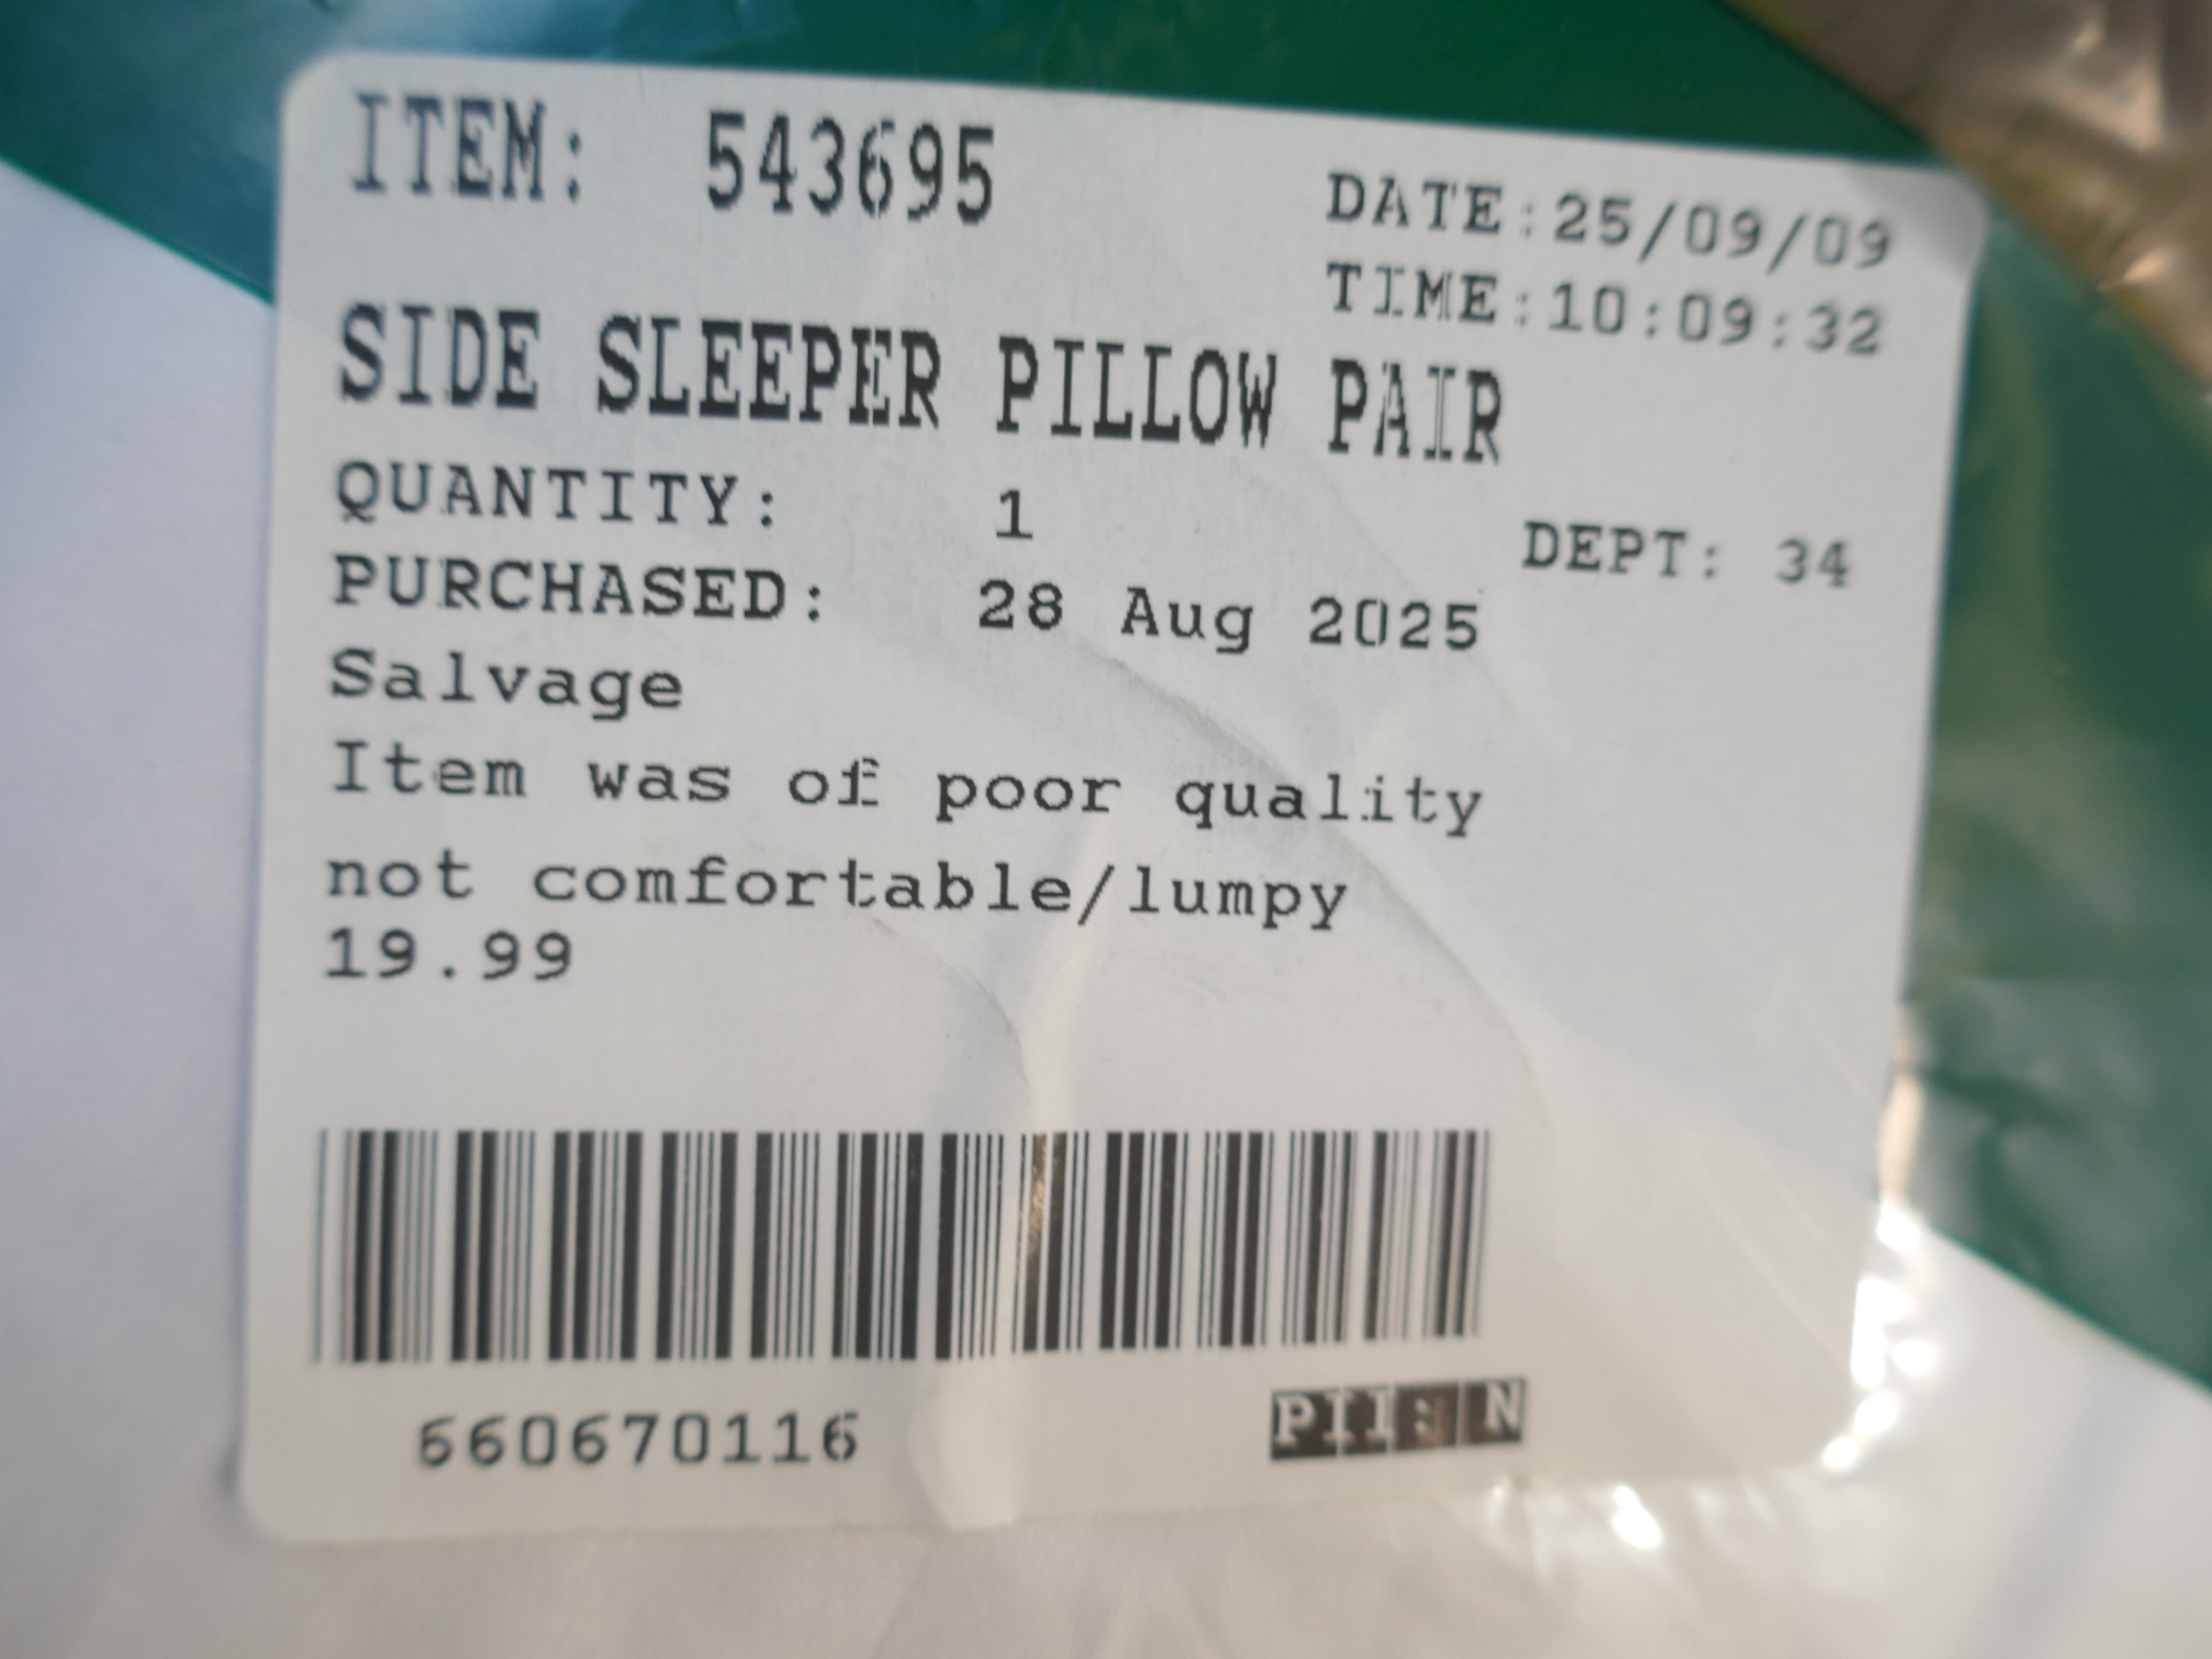 ITEM: 543695
DATE:25/09/09
TIME:10:09:32
SIDE SLEEPER PILLOW PAIR
QUANTITY: 1
DEPT: 34
PURCHASED: 28 Aug 2025
Salvage
Item was of poor quality
not comfortable/lumpy
19.99
660670116